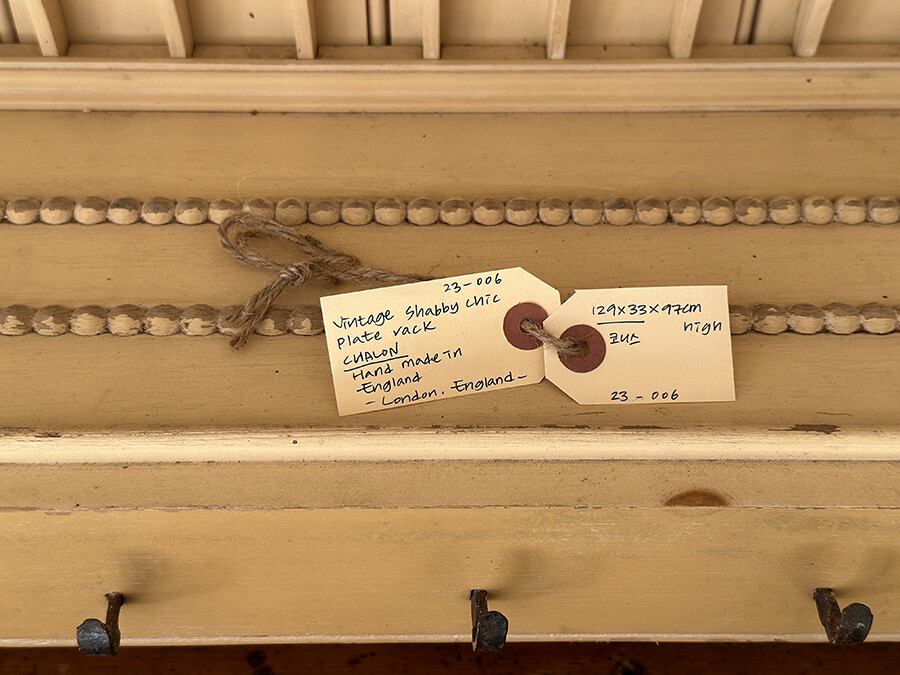 23-006
Vintage Shabby chic
plate rack
CHALON
Hand made in
England
- London. England -
129x33x97cm
high
코너스
23-006